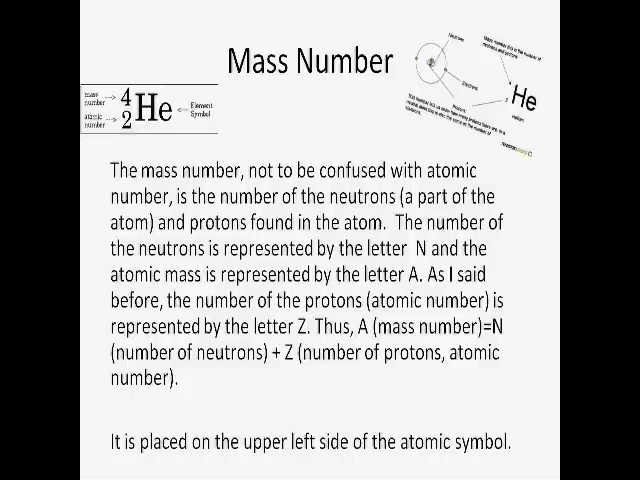 Mass Number
mass
number
4
2
He
Element
Symbol
atomic
number
Neutrons
Electrons
Protons
He
Helium
The mass number, not to be confused with atomic
number, is the number of the neutrons (a part of the
atom) and protons found in the atom. The number of
the neutrons is represented by the letter N and the
atomic mass is represented by the letter A. As I said
before, the number of the protons (atomic number) is
represented by the letter Z. Thus, A (mass number)=N
(number of neutrons) + Z (number of protons, atomic
number).
It is placed on the upper left side of the atomic symbol.